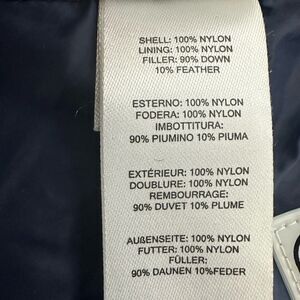 SHELL: 100% NYLON
LINING: 100% NYLON
FILLER: 90% DOWN
10% FEATHER
ESTERNO: 100% NYLON
FODERA: 100% NYLON
IMBOTTITURA:
90% PIUMINO 10% PIUMA
EXTÉRIEUR: 100% NYLON
DOUBLURE: 100% NYLON
REMBOURRAGE:
90% DUVET 10% PLUME
AUßENSEITE: 100% NYLON
FUTTER: 100% NYLON
FÜLLER:
90% DAUNEN 10%FEDER